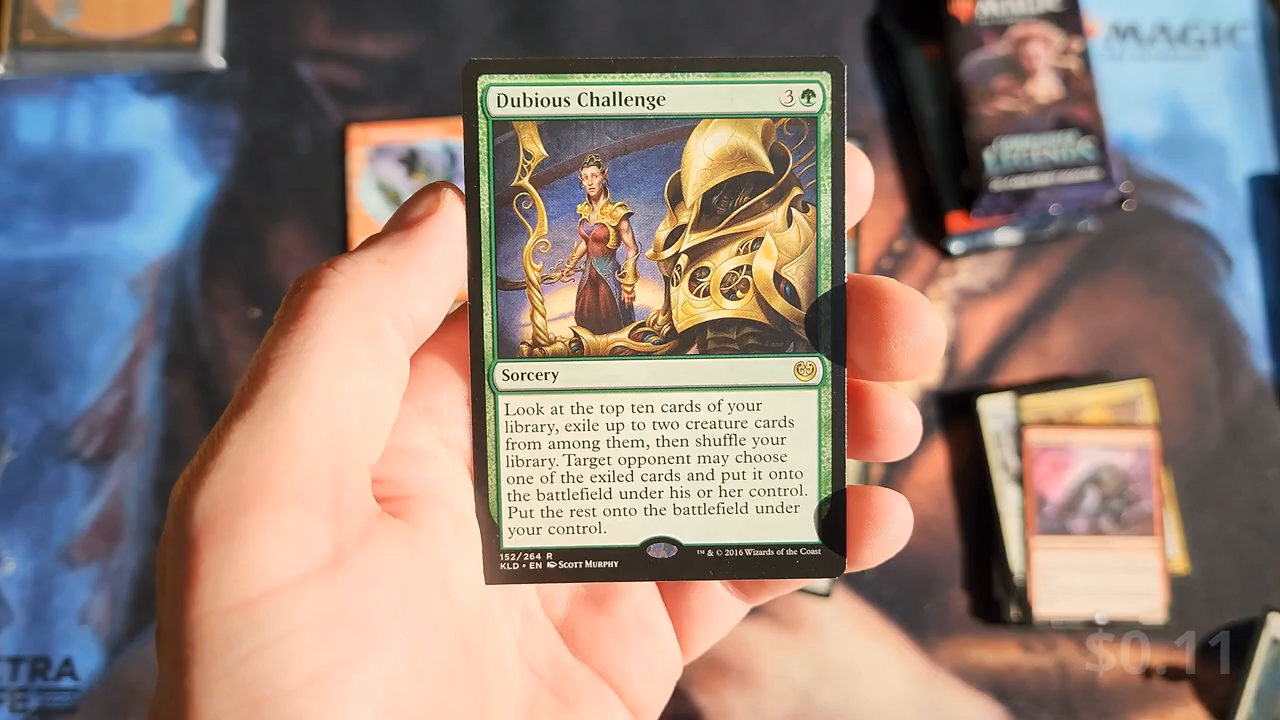 MAGIC
MAGIC
LEGENDS
Dubious Challenge 3
Sorcery
Look at the top ten cards of your
library, exile up to two creature cards
from among them, then shuffle your
library. Target opponent may choose
one of the exiled cards and put it onto
the battlefield under his or her control.
Put the rest onto the battlefield under
your control.
152/264 R
KLD • EN SCOTT MURPHY
™ & © 2016 Wizards of the Coast
$0.11
XTRA